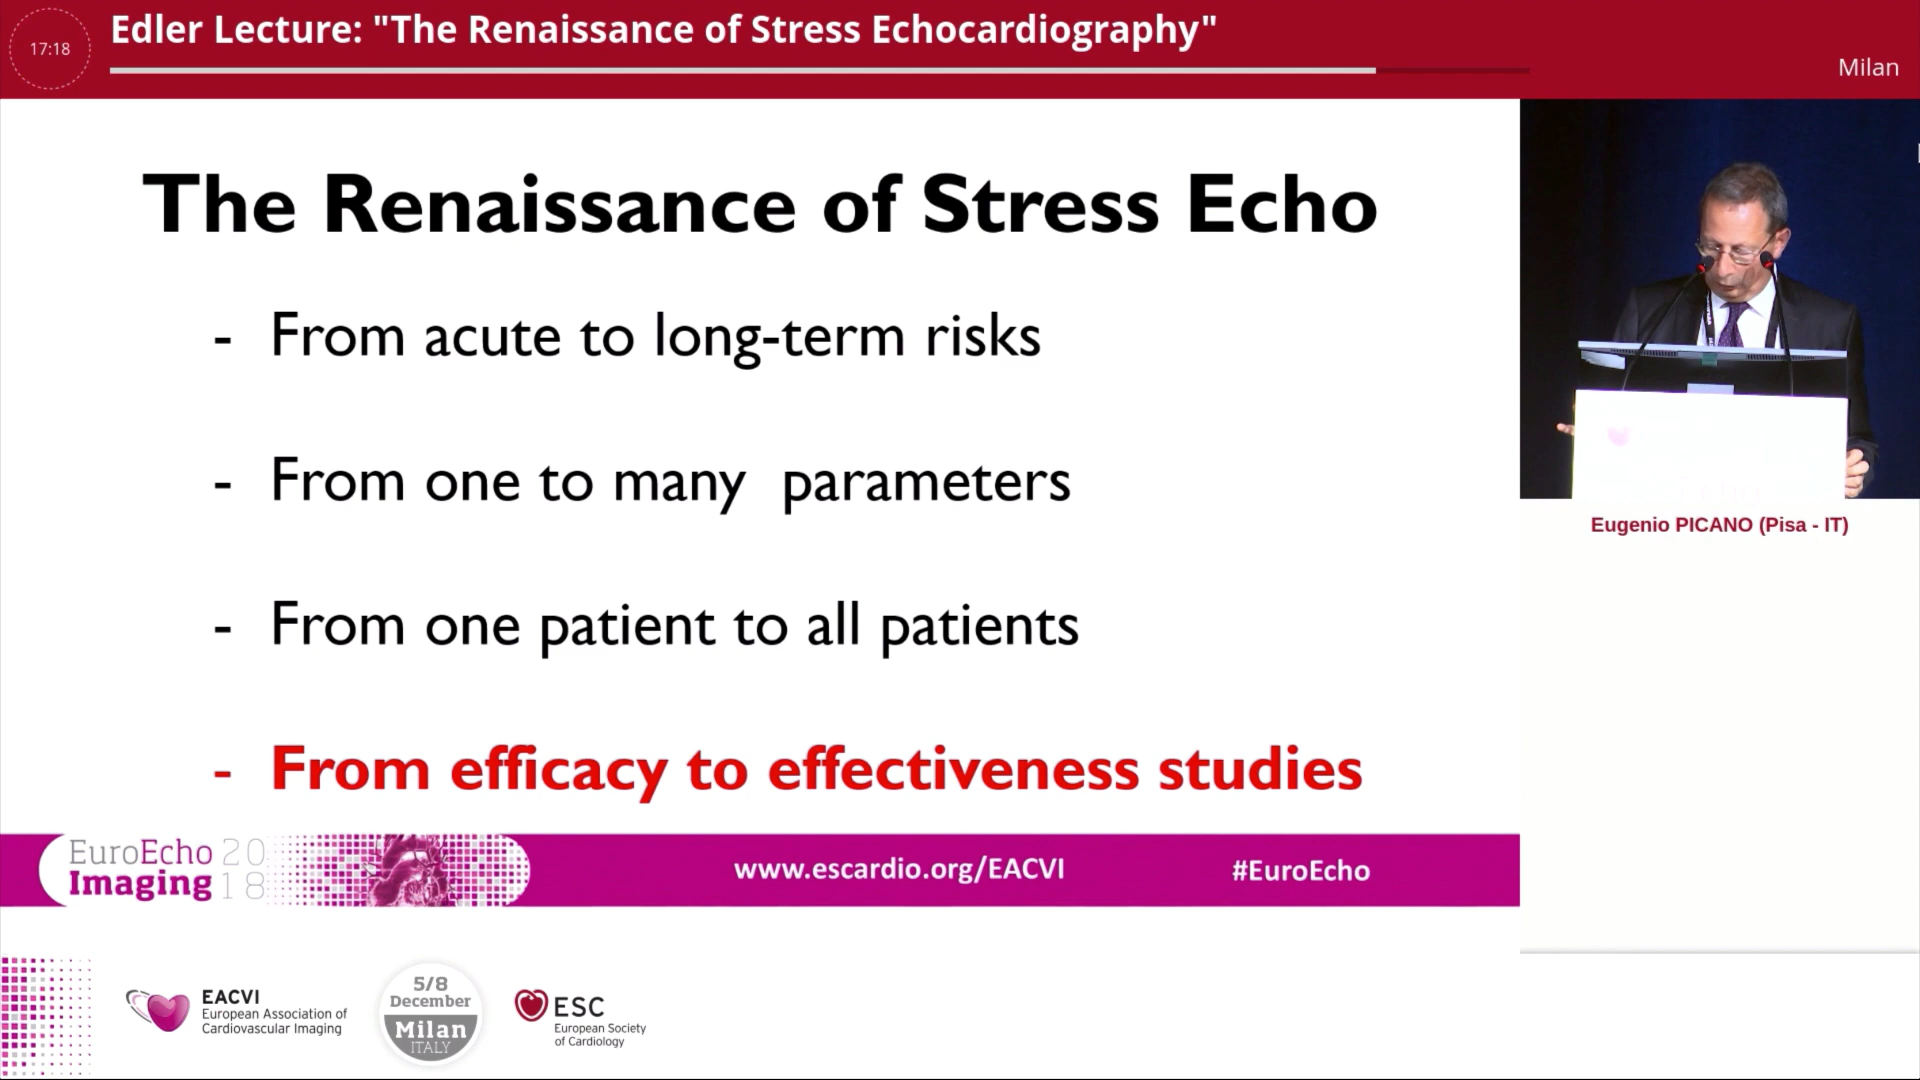 17:18
Edler Lecture: "The Renaissance of Stress Echocardiography"
Milan
The Renaissance of Stress Echo
- From acute to long-term risks
- From one to many parameters
- From one patient to all patients
- From efficacy to effectiveness studies
Eugenio PICANO (Pisa - IT)
EuroEcho 20
Imaging 18
www.escardio.org/EACVI
#EuroEcho
EACVI
European Association of
Cardiovascular Imaging
5/8
December
Milan
ITALY
ESC
European Society
of Cardiology